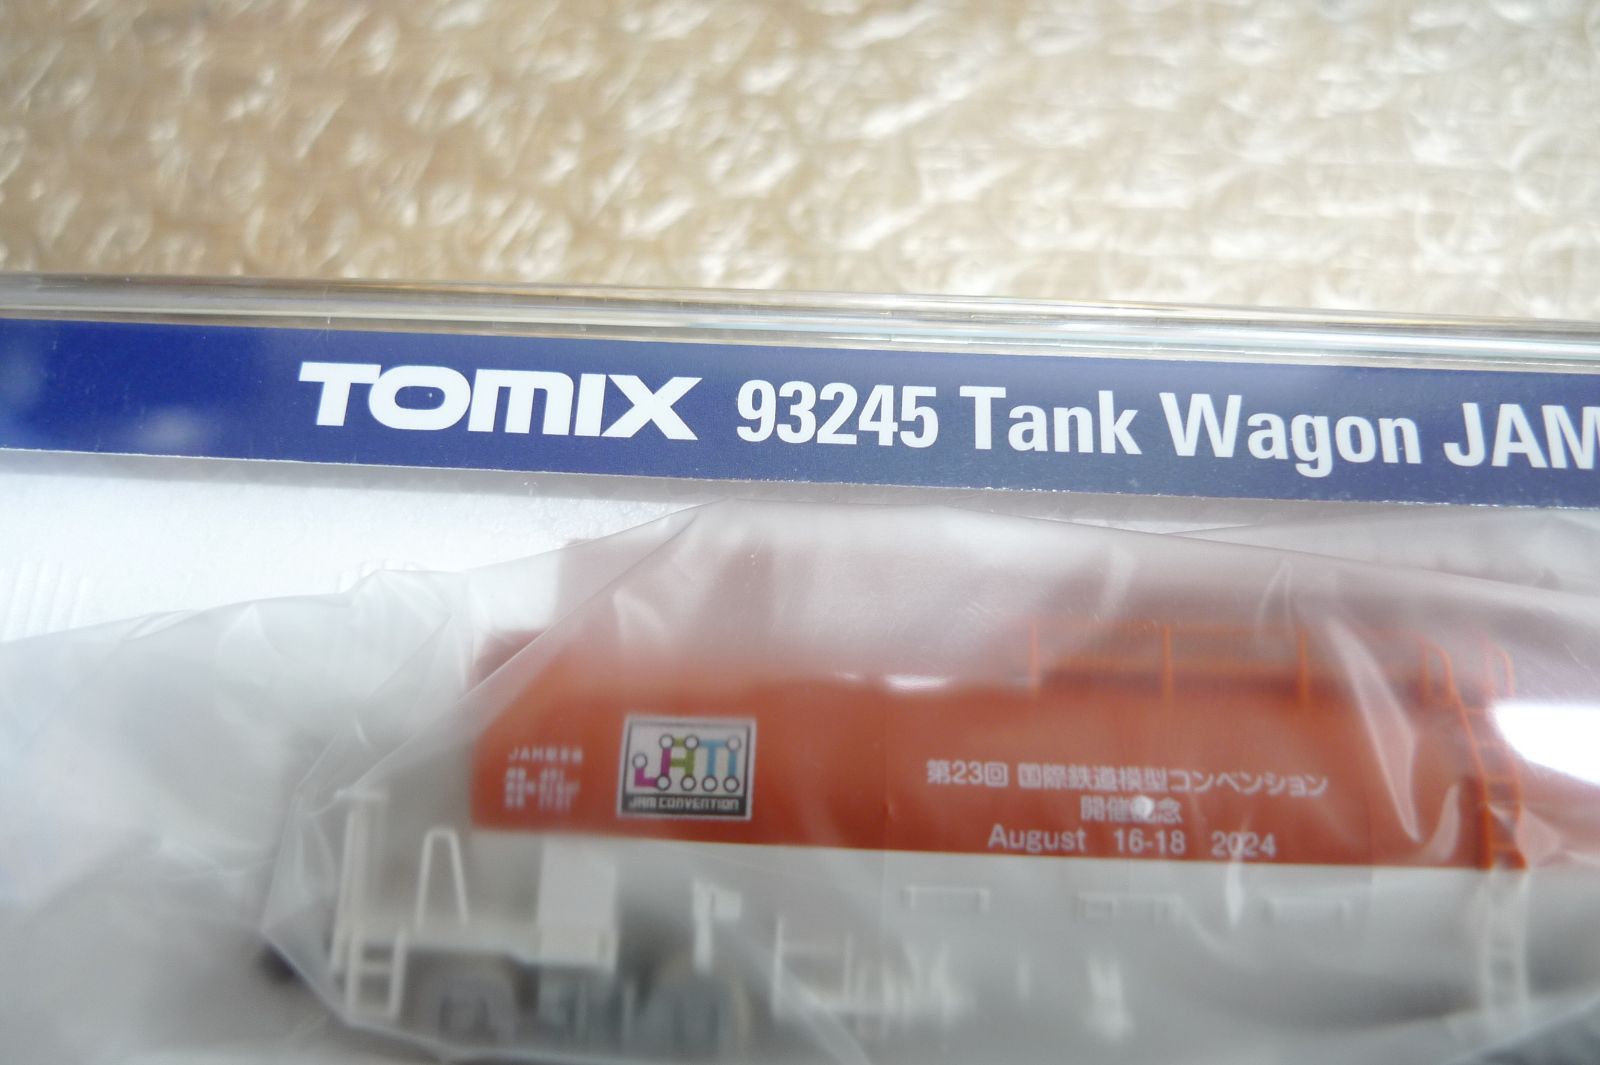 TOMIX 93245 Tank Wagon JAM
JAM
JAM CONVENTION
第23回 国際鉄道模型コンベンション
開催記念
August 16-18 2024